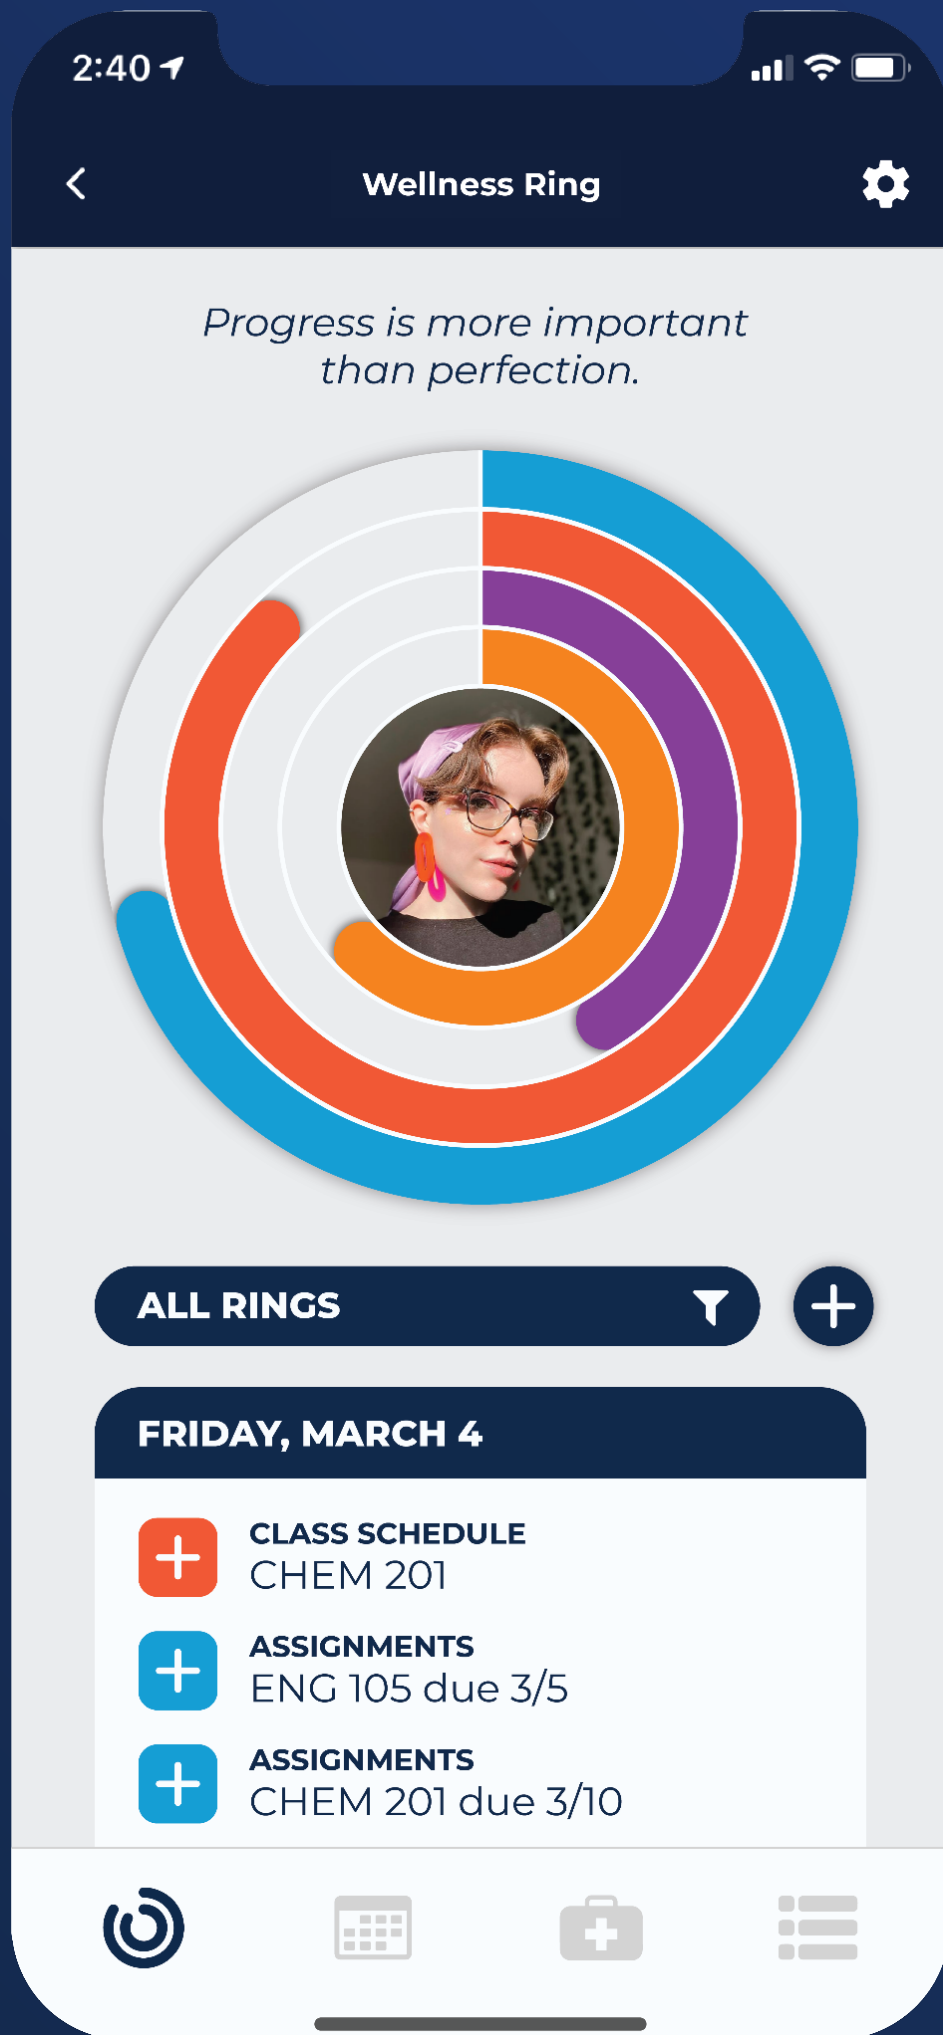 2:40
Wellness Ring
Progress is more important
than perfection.
ALL RINGS
FRIDAY, MARCH 4
CLASS SCHEDULE
CHEM 201
ASSIGNMENTS
ENG 105 due 3/5
ASSIGNMENTS
CHEM 201 due 3/10